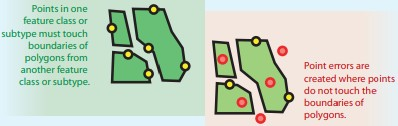 Points in one
feature class or
subtype must touch
boundaries of
polygons from
another feature
class or subtype.
Point errors are
created where points
do not touch the
boundaries of
polygons.